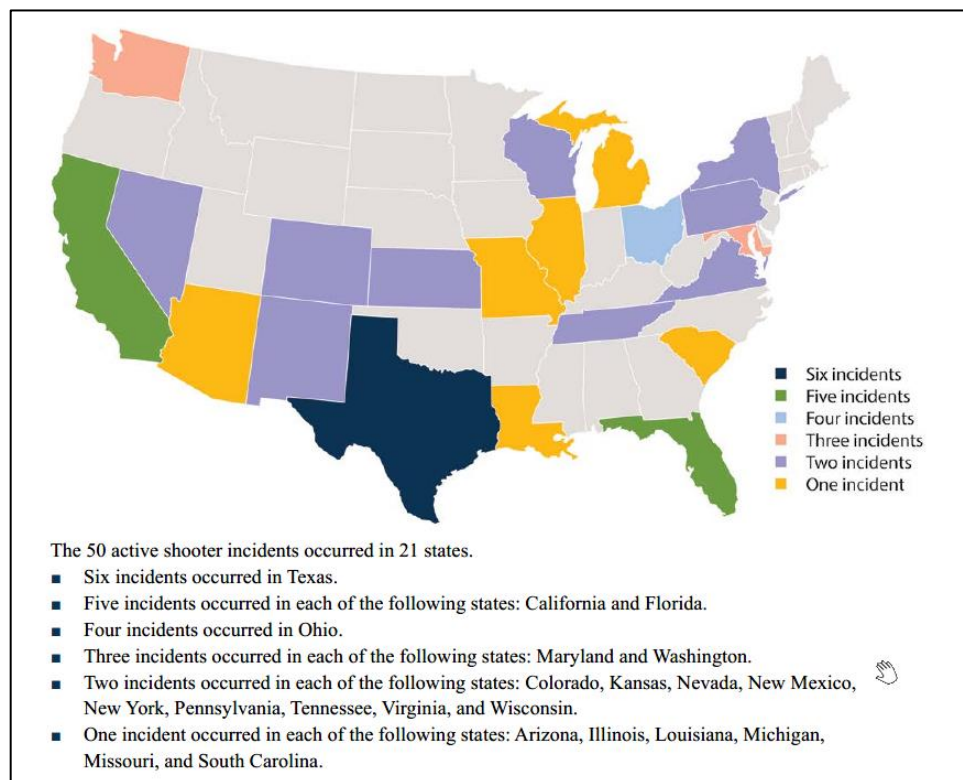 Six incidents
Five incidents
Four incidents
Three incidents
Two incidents
One incident
The 50 active shooter incidents occurred in 21 states.
■ Six incidents occurred in Texas.
■ Five incidents occurred in each of the following states: California and Florida.
■ Four incidents occurred in Ohio.
■ Three incidents occurred in each of the following states: Maryland and Washington.
■ Two incidents occurred in each of the following states: Colorado, Kansas, Nevada, New Mexico,
New York, Pennsylvania, Tennessee, Virginia, and Wisconsin.
■ One incident occurred in each of the following states: Arizona, Illinois, Louisiana, Michigan,
Missouri, and South Carolina.